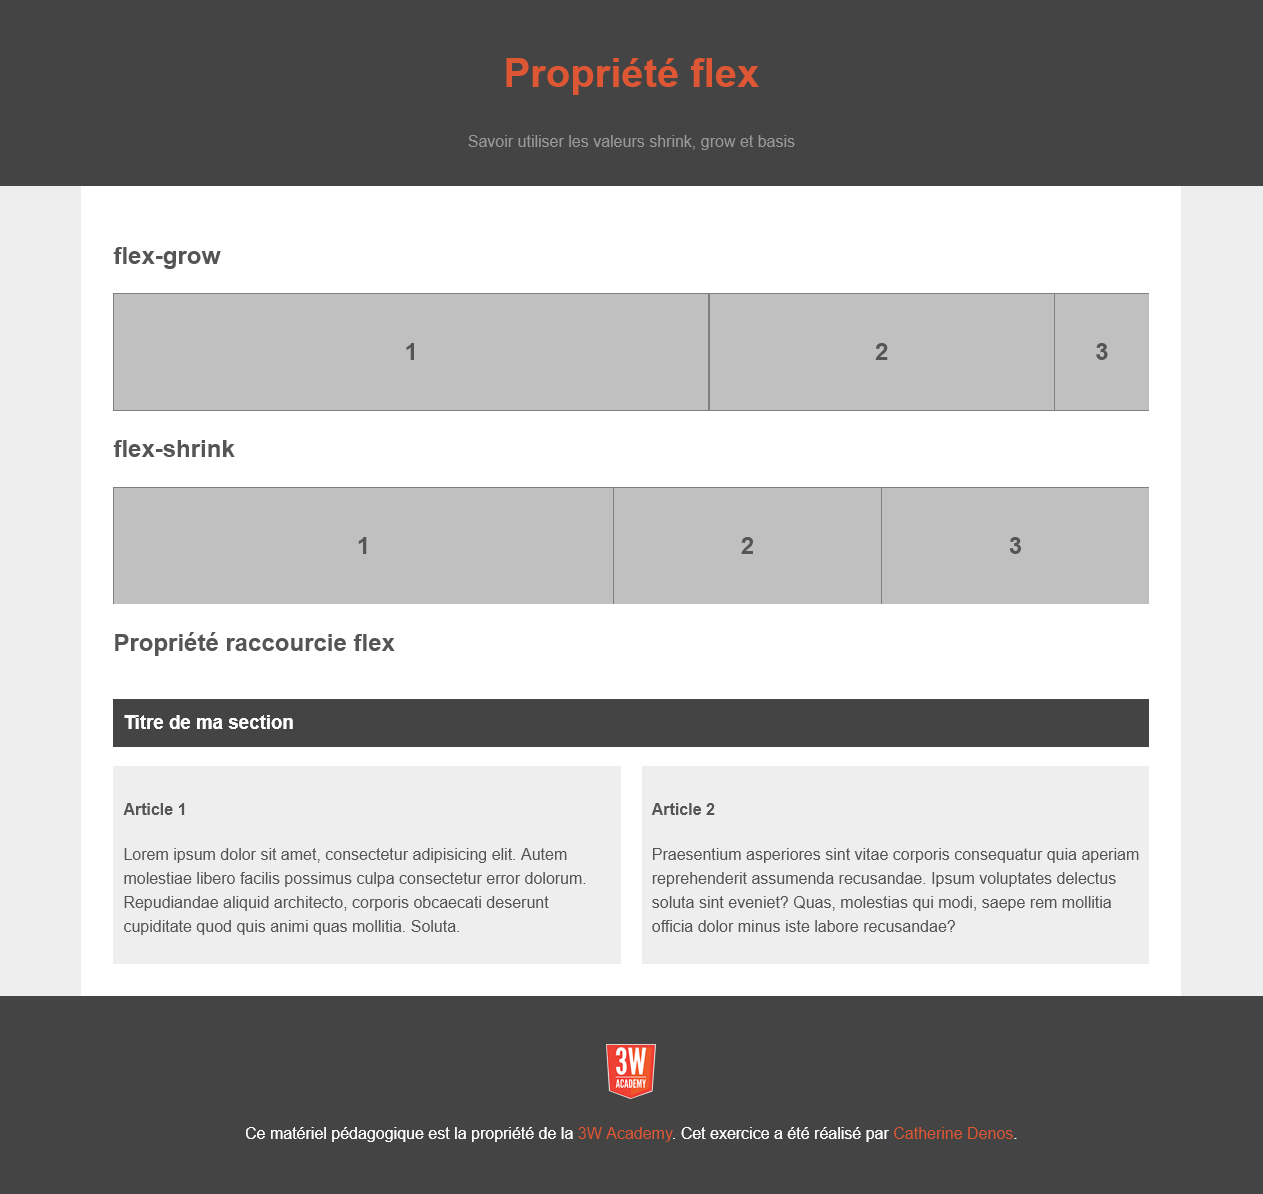 Propriété flex
Savoir utiliser les valeurs shrink, grow et basis
flex-grow
1 2 3
flex-shrink
1 2 3
Propriété raccourcie flex
Titre de ma section
Article 1
Lorem ipsum dolor sit amet, consectetur adipisicing elit. Autem
molestiae libero facilis possimus culpa consectetur error dolorum.
Repudiandae aliquid architecto, corporis obcaecati deserunt
cupiditate quod quis animi quas mollitia. Soluta.
Article 2
Praesentium asperiores sint vitae corporis consequatur quia aperiam
reprehenderit assumenda recusandae. Ipsum voluptates delectus
soluta sint eveniet? Quas, molestias qui modi, saepe rem mollitia
officia dolor minus iste labore recusandae?
3W
ACADEMY
Ce matériel pédagogique est la propriété de la 3W Academy. Cet exercice a été réalisé par Catherine Denos.